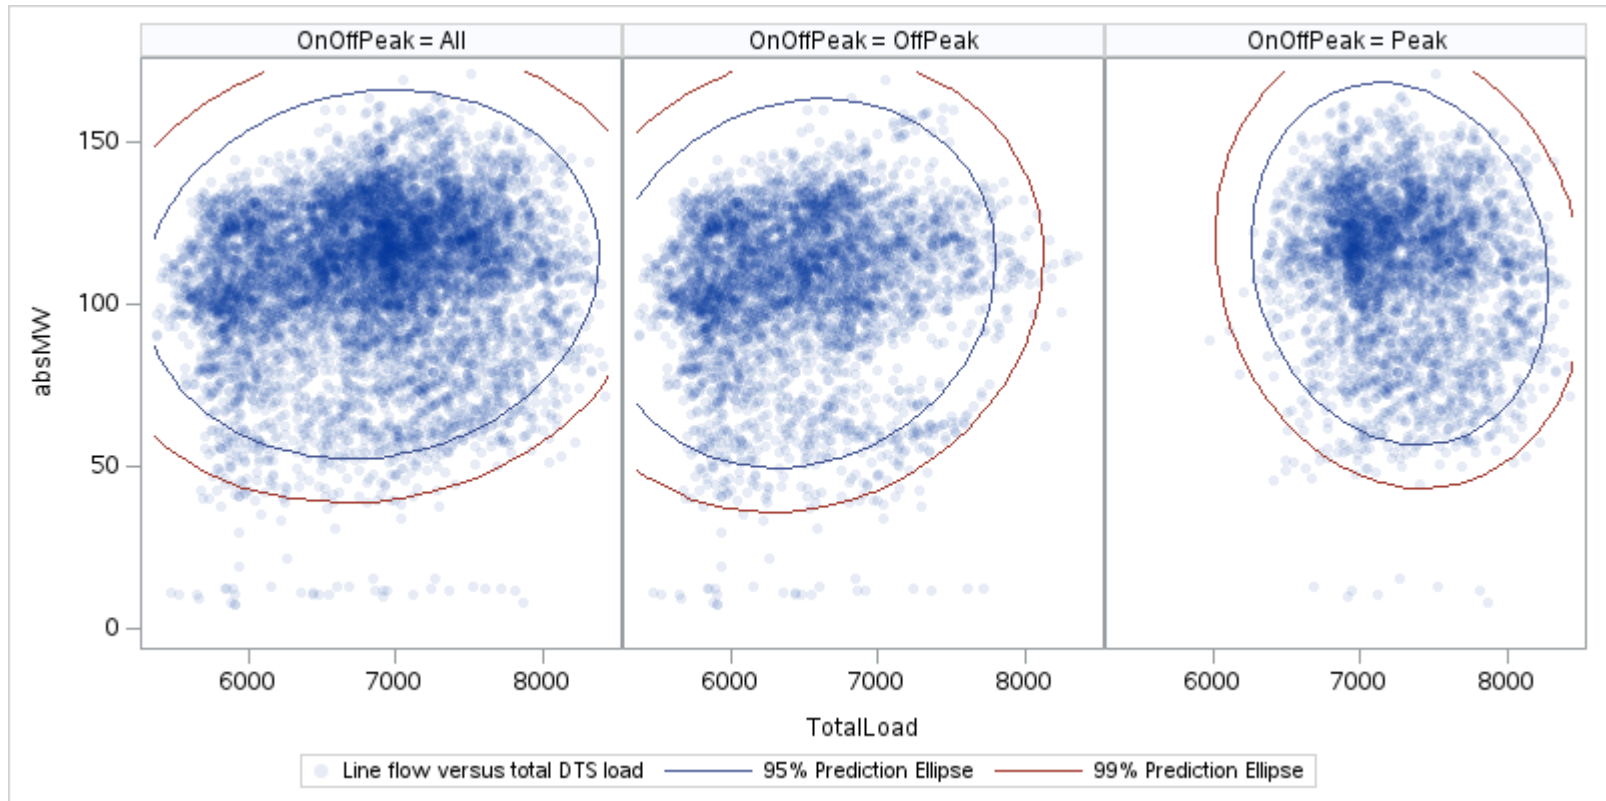 OnOffPeak = All
OnOffPeak = OffPeak
OnOffPeak = Peak
absMW
150
100
50
0
6000 7000 8000
6000 7000 8000
6000 7000 8000
TotalLoad
Line flow versus total DTS load
95% Prediction Ellipse
99% Prediction Ellipse